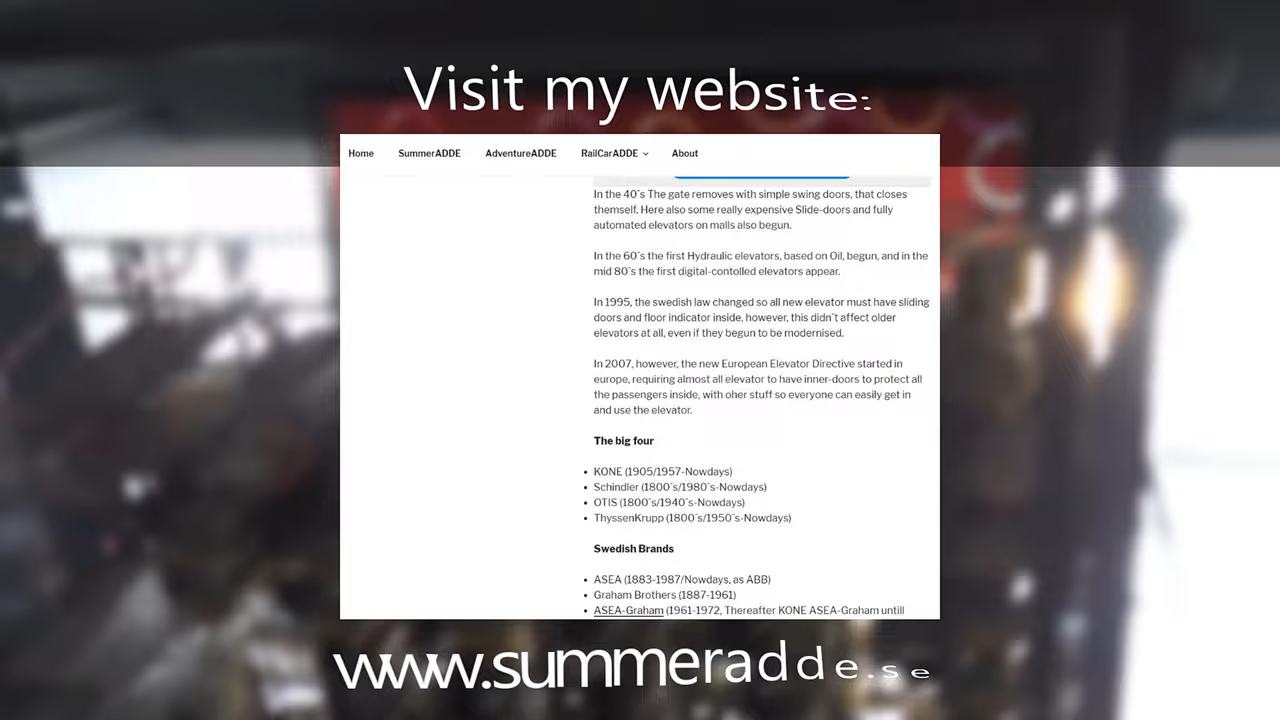 Visit my website:
Home SummerADDE AdventureADDE RailCarADDE About
In the 40´s The gate removes with simple swing doors, that closes
themself. Here also some really expensive Slide-doors and fully
automated elevators on malls also begun.
In the 60´s the first Hydraulic elevators, based on Oil, begun, and in the
mid 80´s the first digital-contolled elevators appear.
In 1995, the swedish law changed so all new elevator must have sliding
doors and floor indicator inside, however, this didn´t affect older
elevators at all, even if they begun to be modernised.
In 2007, however, the new European Elevator Directive started in
europe, requiring almost all elevator to have inner-doors to protect all
the passengers inside, with oher stuff so everyone can easily get in
and use the elevator.
The big four
• KONE (1905/1957-Nowdays)
• Schindler (1800´s/1980´s-Nowdays)
• OTIS (1800´s/1940´s-Nowdays)
• ThyssenKrupp (1800´s/1950´s-Nowdays)
Swedish Brands
• ASEA (1883-1987/Nowdays, as ABB)
• Graham Brothers (1887-1961)
• ASEA-Graham (1961-1972, Thereafter KONE ASEA-Graham untill
www.summeradde.se